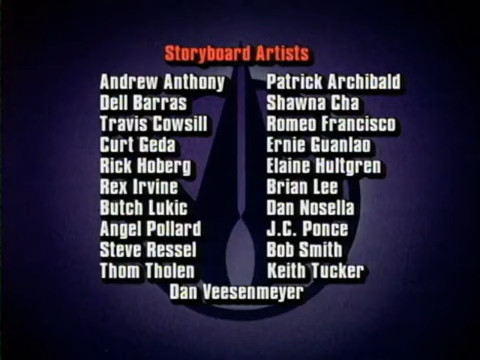 Storyboard Artists
Andrew Anthony Patrick Archibald
Dell Barras Shawna Cha
Travis Cowsill Romeo Francisco
Curt Geda Ernie Guanlao
Rick Hoberg Elaine Hultgren
Rex Irvine Brian Lee
Butch Lukic Dan Nosella
Angel Pollard J.C. Ponce
Steve Ressel Bob Smith
Thom Tholen Keith Tucker
Dan Veesenmeyer